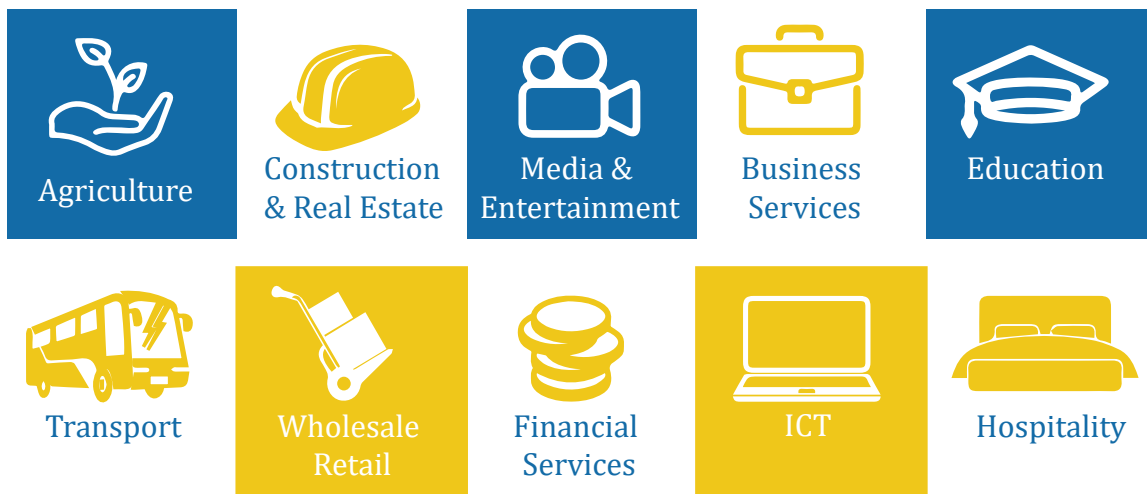 Agriculture
Construction
& Real Estate
Media &
Entertainment
Business
Services
Education
Transport
Wholesale
Retail
Financial
Services
ICT
Hospitality